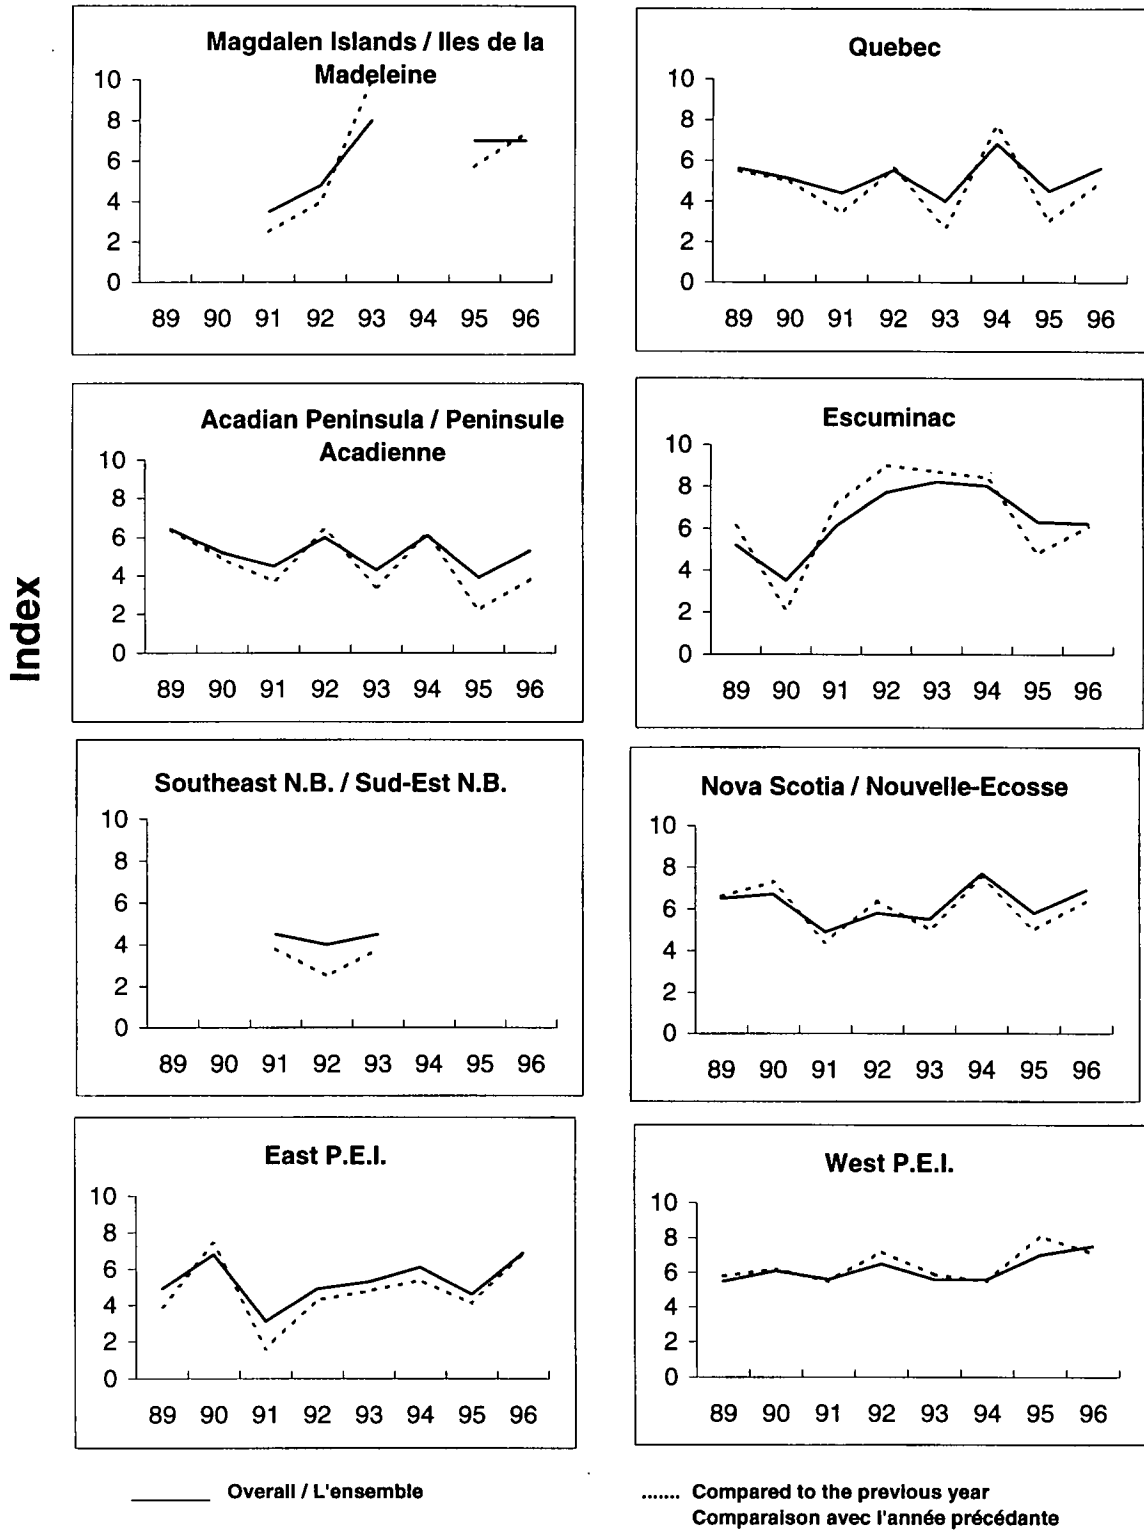 Index
Magdalen Islands / Iles de la
Madeleine
10
8
6
4
2
0
89 90 91 92 93 94 95 96
Quebec
10
8
6
4
2
0
89 90 91 92 93 94 95 96
Acadian Peninsula / Peninsule
Acadienne
10
8
6
4
2
0
89 90 91 92 93 94 95 96
Escuminac
10
8
6
4
2
0
89 90 91 92 93 94 95 96
Southeast N.B. / Sud-Est N.B.
10
8
6
4
2
0
89 90 91 92 93 94 95 96
Nova Scotia / Nouvelle-Ecosse
10
8
6
4
2
0
89 90 91 92 93 94 95 96
East P.E.I.
10
8
6
4
2
0
89 90 91 92 93 94 95 96
West P.E.I.
10
8
6
4
2
0
89 90 91 92 93 94 95 96
Overall / L'ensemble
....... Compared to the previous year
Comparaison avec l'année précédante